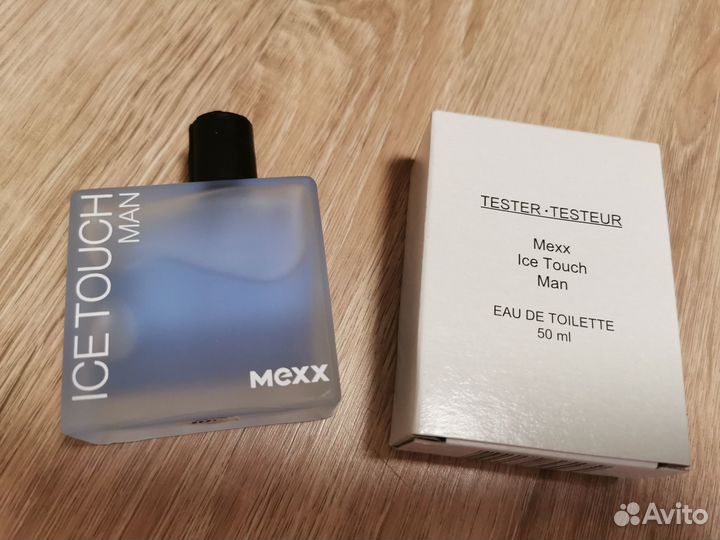 ICE TOUCH
MAN
Mexx
TESTER·TESTEUR
Mexx
Ice Touch
Man
EAU DE TOILETTE
50 ml
Avito